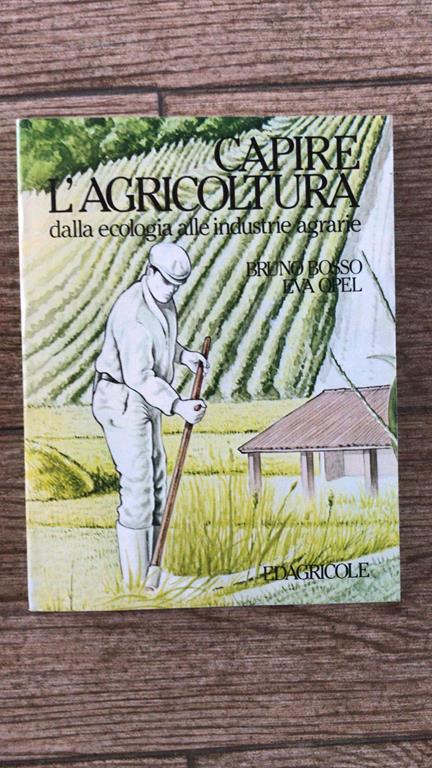 CAPIRE
L'AGRICOLTURA
dalla ecologia alle industrie agrarie
BRUNO BOSSO
EVA OPEL
EDAGRICOLE